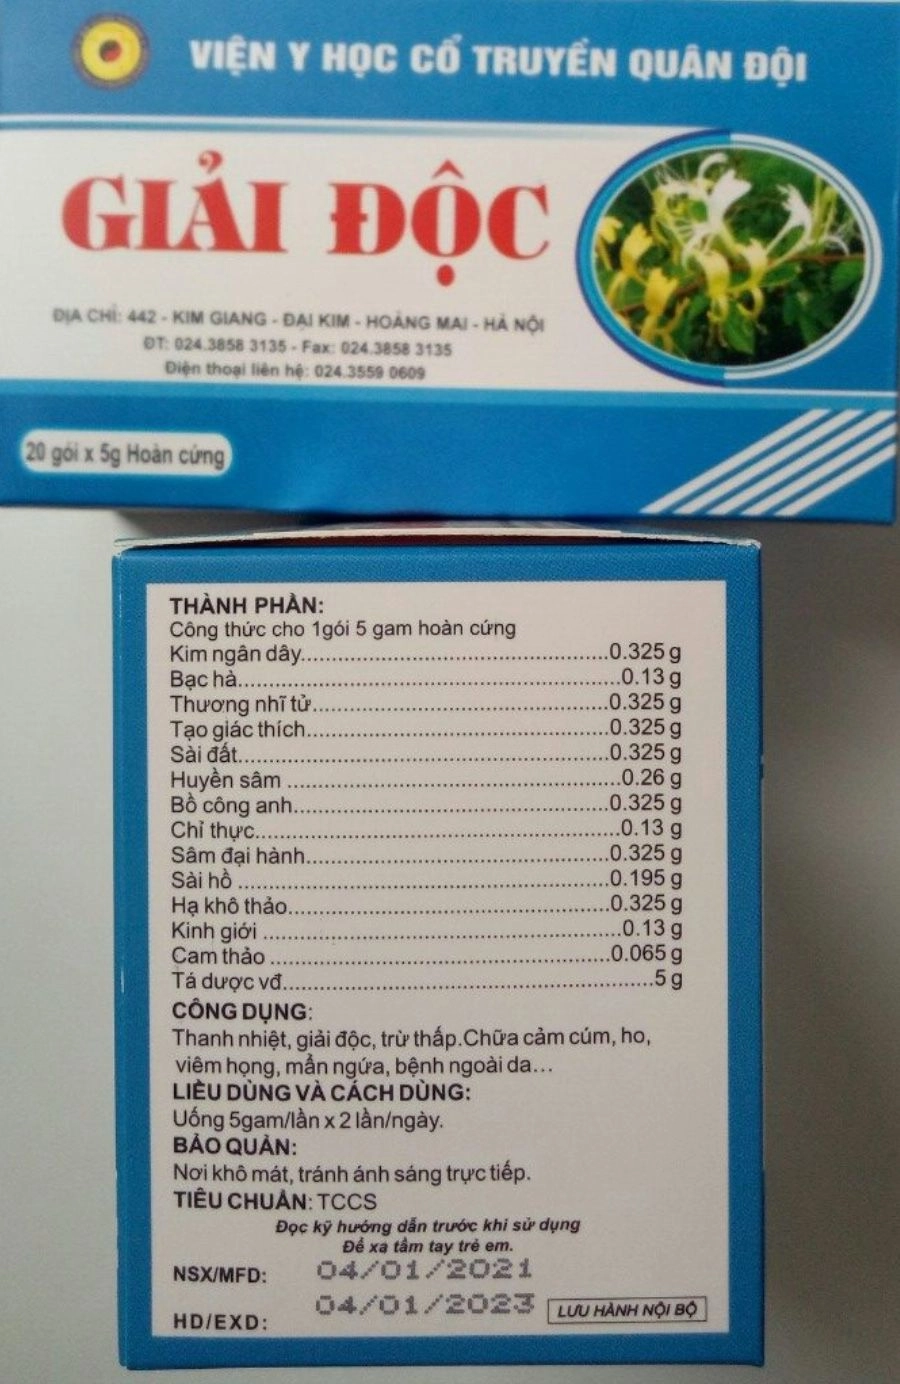 VIỆN Y HỌC CỔ TRUYỀN QUÂN ĐỘI
GIẢI ĐỘC
ĐỊA CHỈ: 442 - KIM GIANG - ĐẠI KIM - HOÀNG MAI - HÀ NỘI
ĐT: 024.3858 3135 - Fax: 024.3858 3135
Điện thoại liên hệ: 024.3559 0609
20 gói x 5g Hoàn cứng
THÀNH PHẦN:
Công thức cho 1gói 5 gam hoàn cứng
Kim ngân dây..........................................0.325 g
Bạc hà....................................................0.13 g
Thương nhĩ tử........................................0.325 g
Tạo giác thích.........................................0.325 g
Sài đất...................................................0.325 g
Huyền sâm .............................................0.26 g
Bồ công anh...........................................0.325 g
Chỉ thực..................................................0.13 g
Sâm đại hành.........................................0.325 g
Sài hồ ....................................................0.195 g
Hạ khô thảo............................................0.325 g
Kinh giới .................................................0.13 g
Cam thảo ...............................................0.065 g
Tá dược vđ.................................................5 g
CÔNG DỤNG:
Thanh nhiệt, giải độc, trừ thấp.Chữa cảm cúm, ho,
viêm họng, mẩn ngứa, bệnh ngoài da...
LIỀU DÙNG VÀ CÁCH DÙNG:
Uống 5gam/lần x 2 lần/ngày.
BẢO QUẢN:
Nơi khô mát, tránh ánh sáng trực tiếp.
TIÊU CHUẨN: TCCS
Đọc kỹ hướng dẫn trước khi sử dụng
Để xa tầm tay trẻ em.
NSX/MFD: 04/01/2021
HD/EXD: 04/01/2023 LƯU HÀNH NỘI BỘ